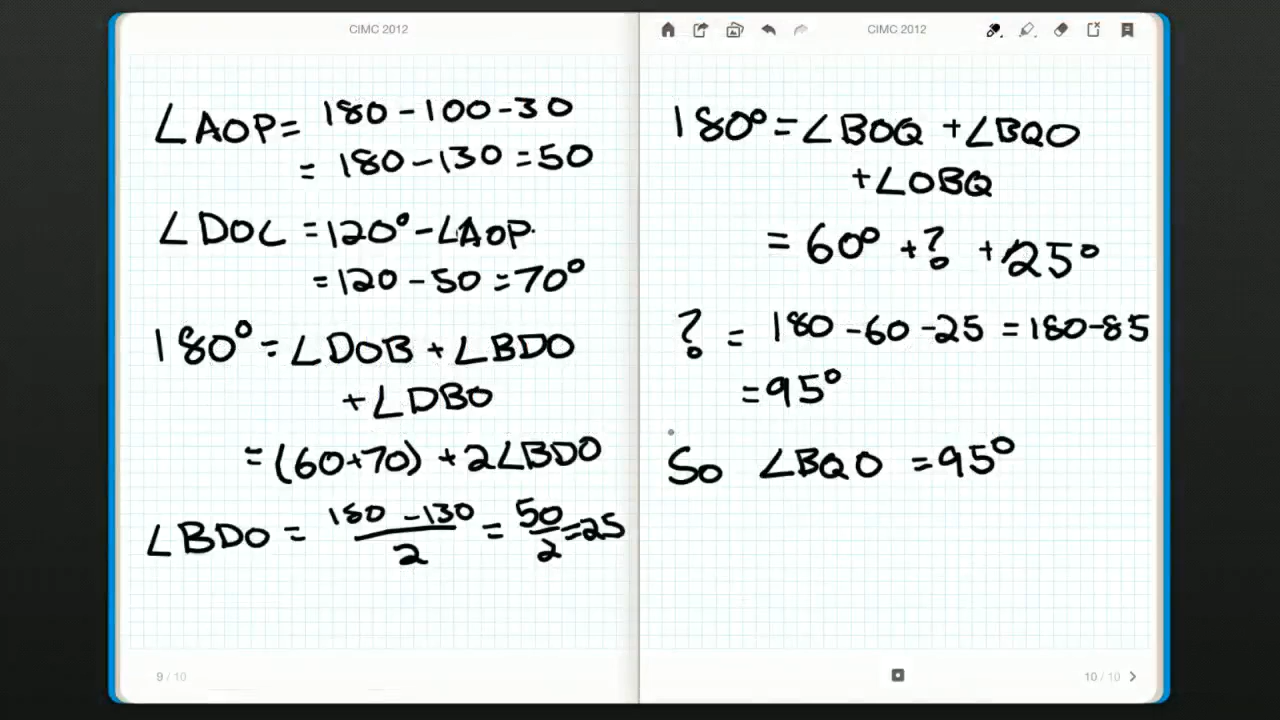 CIMC 2012
∠AOP = 180 - 100 - 30
= 180 - 130 = 50
∠DOC = 120° - ∠AOP
= 120 - 50 = 70°
180° = ∠DOB + ∠BDO
+ ∠DBO
= (60+70) + 2∠BDO
∠BDO = (180 - 130)/2 = 50/2 = 25
9 / 10
CIMC 2012
180° = ∠BOQ + ∠BQO
+ ∠OBQ
= 60° + ? + 25°
? = 180 - 60 - 25 = 180 - 85
= 95°
So ∠BQO = 95°
10 / 10